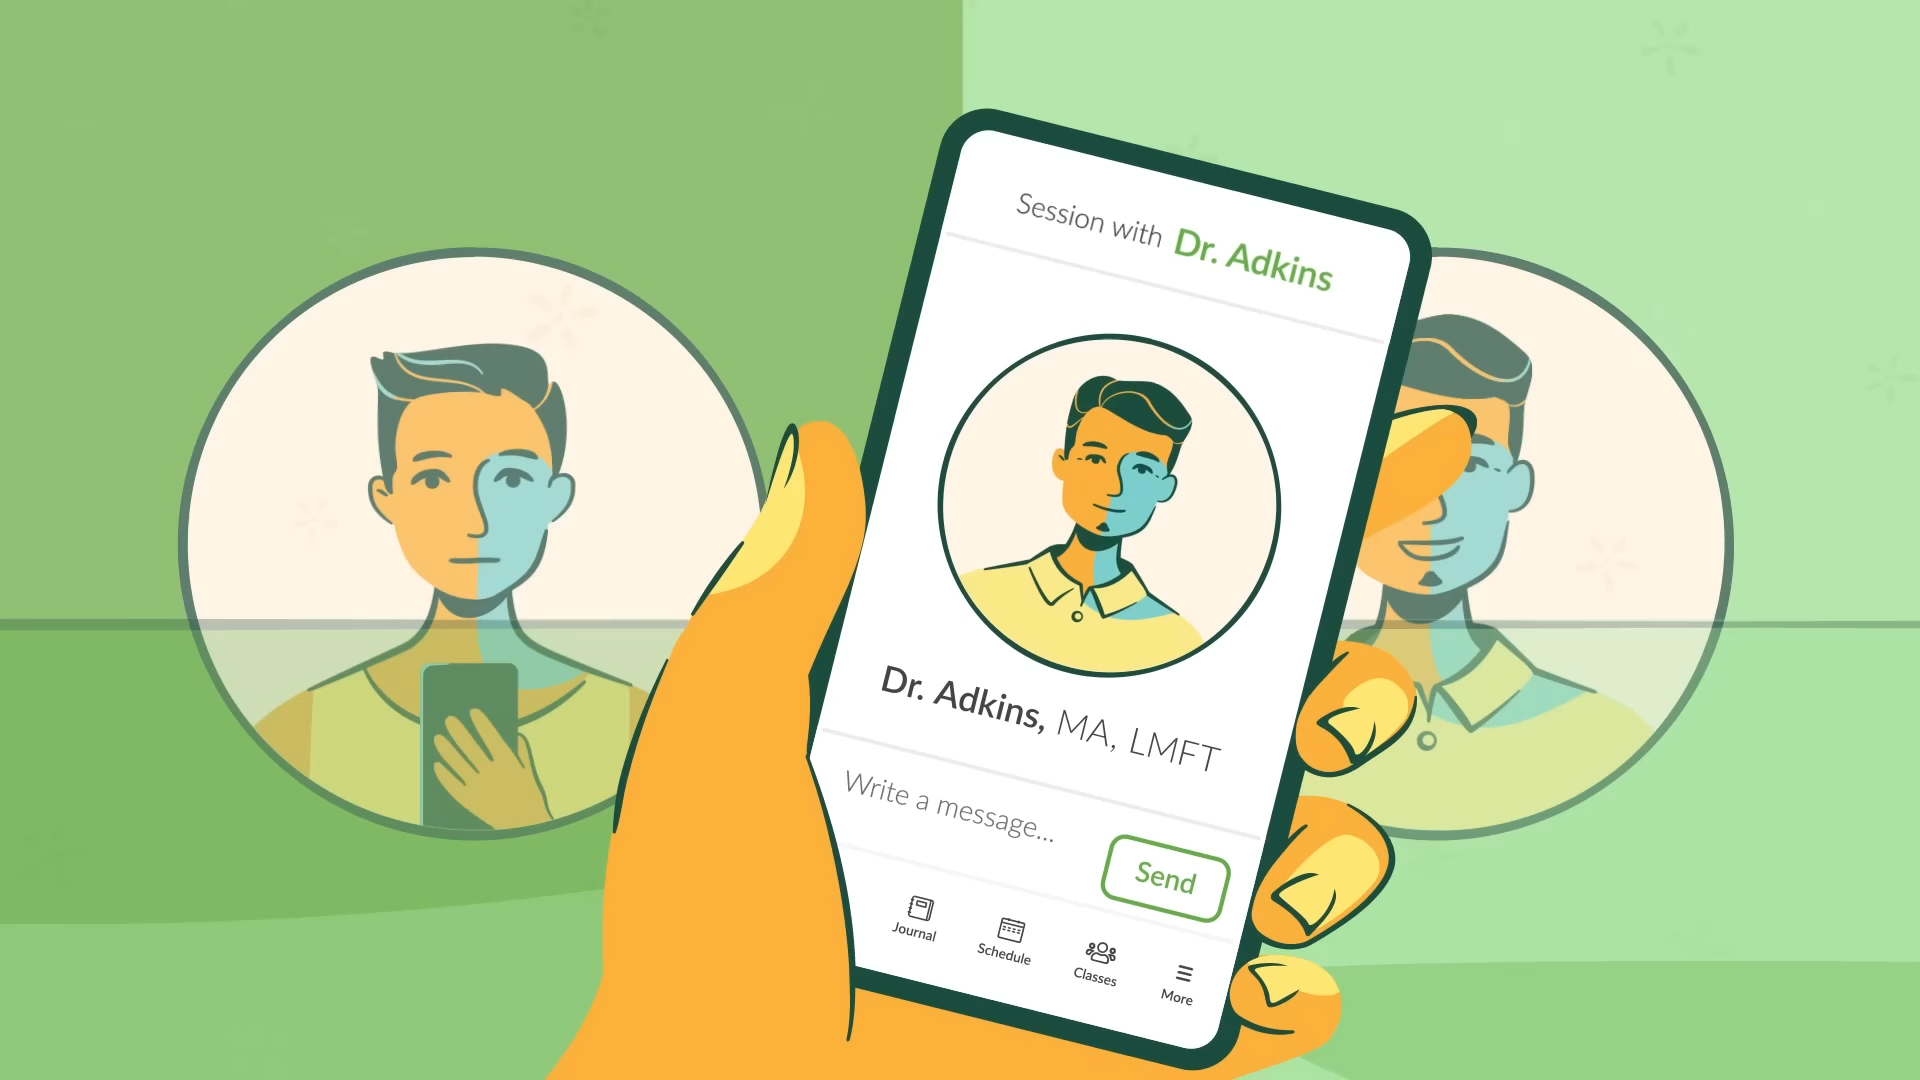 Session with Dr. Adkins
Dr. Adkins, MA, LMFT
Write a message...
Send
Journal
Schedule
Classes
More